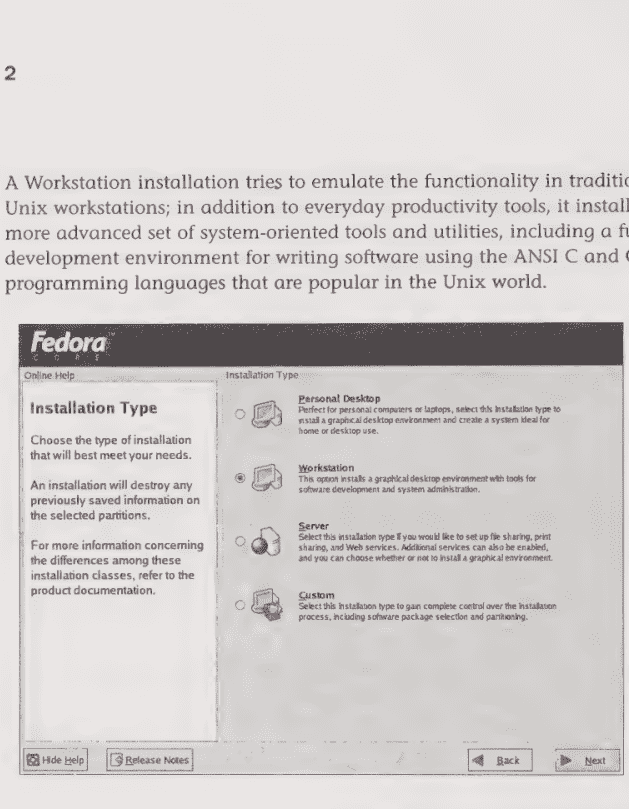 2
A Workstation installation tries to emulate the functionality in traditio
Unix workstations; in addition to everyday productivity tools, it install
more advanced set of system-oriented tools and utilities, including a fu
development environment for writing software using the ANSI C and
programming languages that are popular in the Unix world.
Fedora™
CORE
Online Help
Installation Type
Installation Type
Choose the type of installation
that will best meet your needs.
An installation will destroy any
previously saved information on
the selected partitions.
For more information concerning
the differences among these
installation classes, refer to the
product documentation.
Personal Desktop
Perfect for personal computers or laptops, select this installation type to
install a graphical desktop environment and create a system ideal for
home or desktop use.
Workstation
This option installs a graphical desktop environment with tools for
software development and system administration.
Server
Select this installation type if you would like to set up file sharing, print
sharing, and Web services. Additional services can also be enabled,
and you can choose whether or not to install a graphical environment.
Custom
Select this installation type to gain complete control over the installation
process, including software package selection and partitioning.
Hide Help
Release Notes
Back
Next